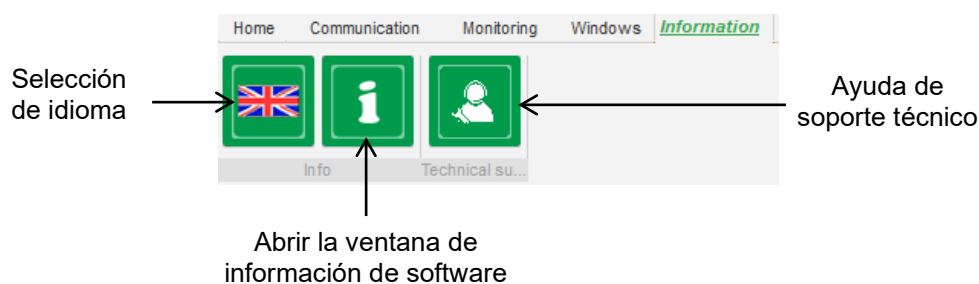 Home Communication Monitoring Windows Information
Selección
de idioma
Ayuda de
soporte técnico
Info Technical su...
Abrir la ventana de
información de software